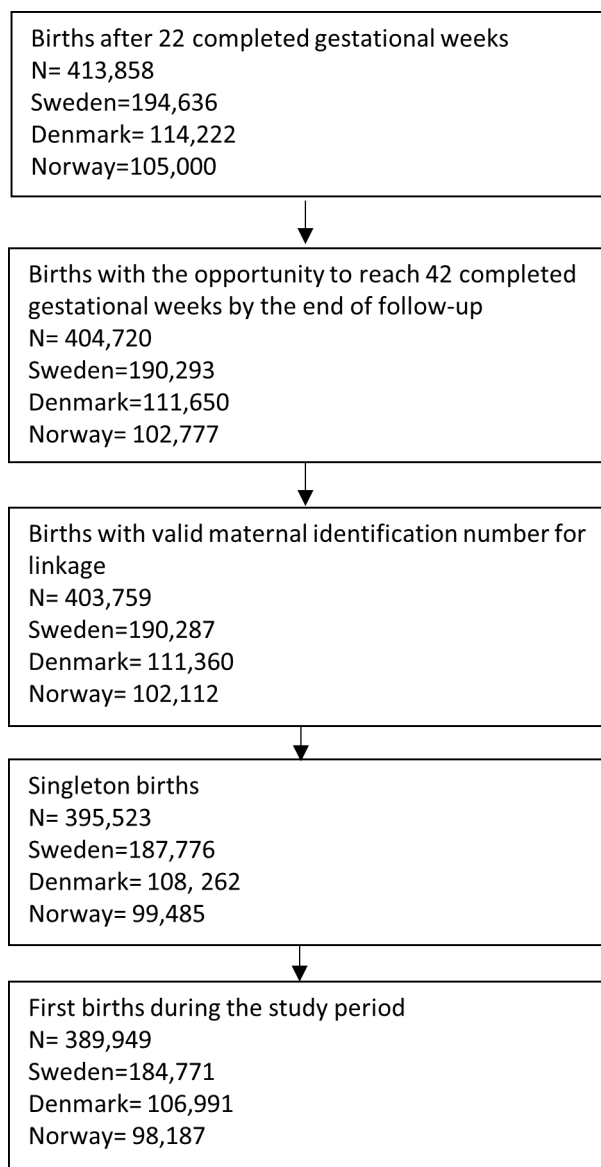 Births after 22 completed gestational weeks
N= 413,858
Sweden=194,636
Denmark= 114,222
Norway=105,000
Births with the opportunity to reach 42 completed
gestational weeks by the end of follow-up
N= 404,720
Sweden=190,293
Denmark=111,650
Norway= 102,777
Births with valid maternal identification number for
linkage
N= 403,759
Sweden=190,287
Denmark= 111,360
Norway= 102,112
Singleton births
N= 395,523
Sweden=187,776
Denmark= 108, 262
Norway= 99,485
First births during the study period
N= 389,949
Sweden=184,771
Denmark= 106,991
Norway= 98,187